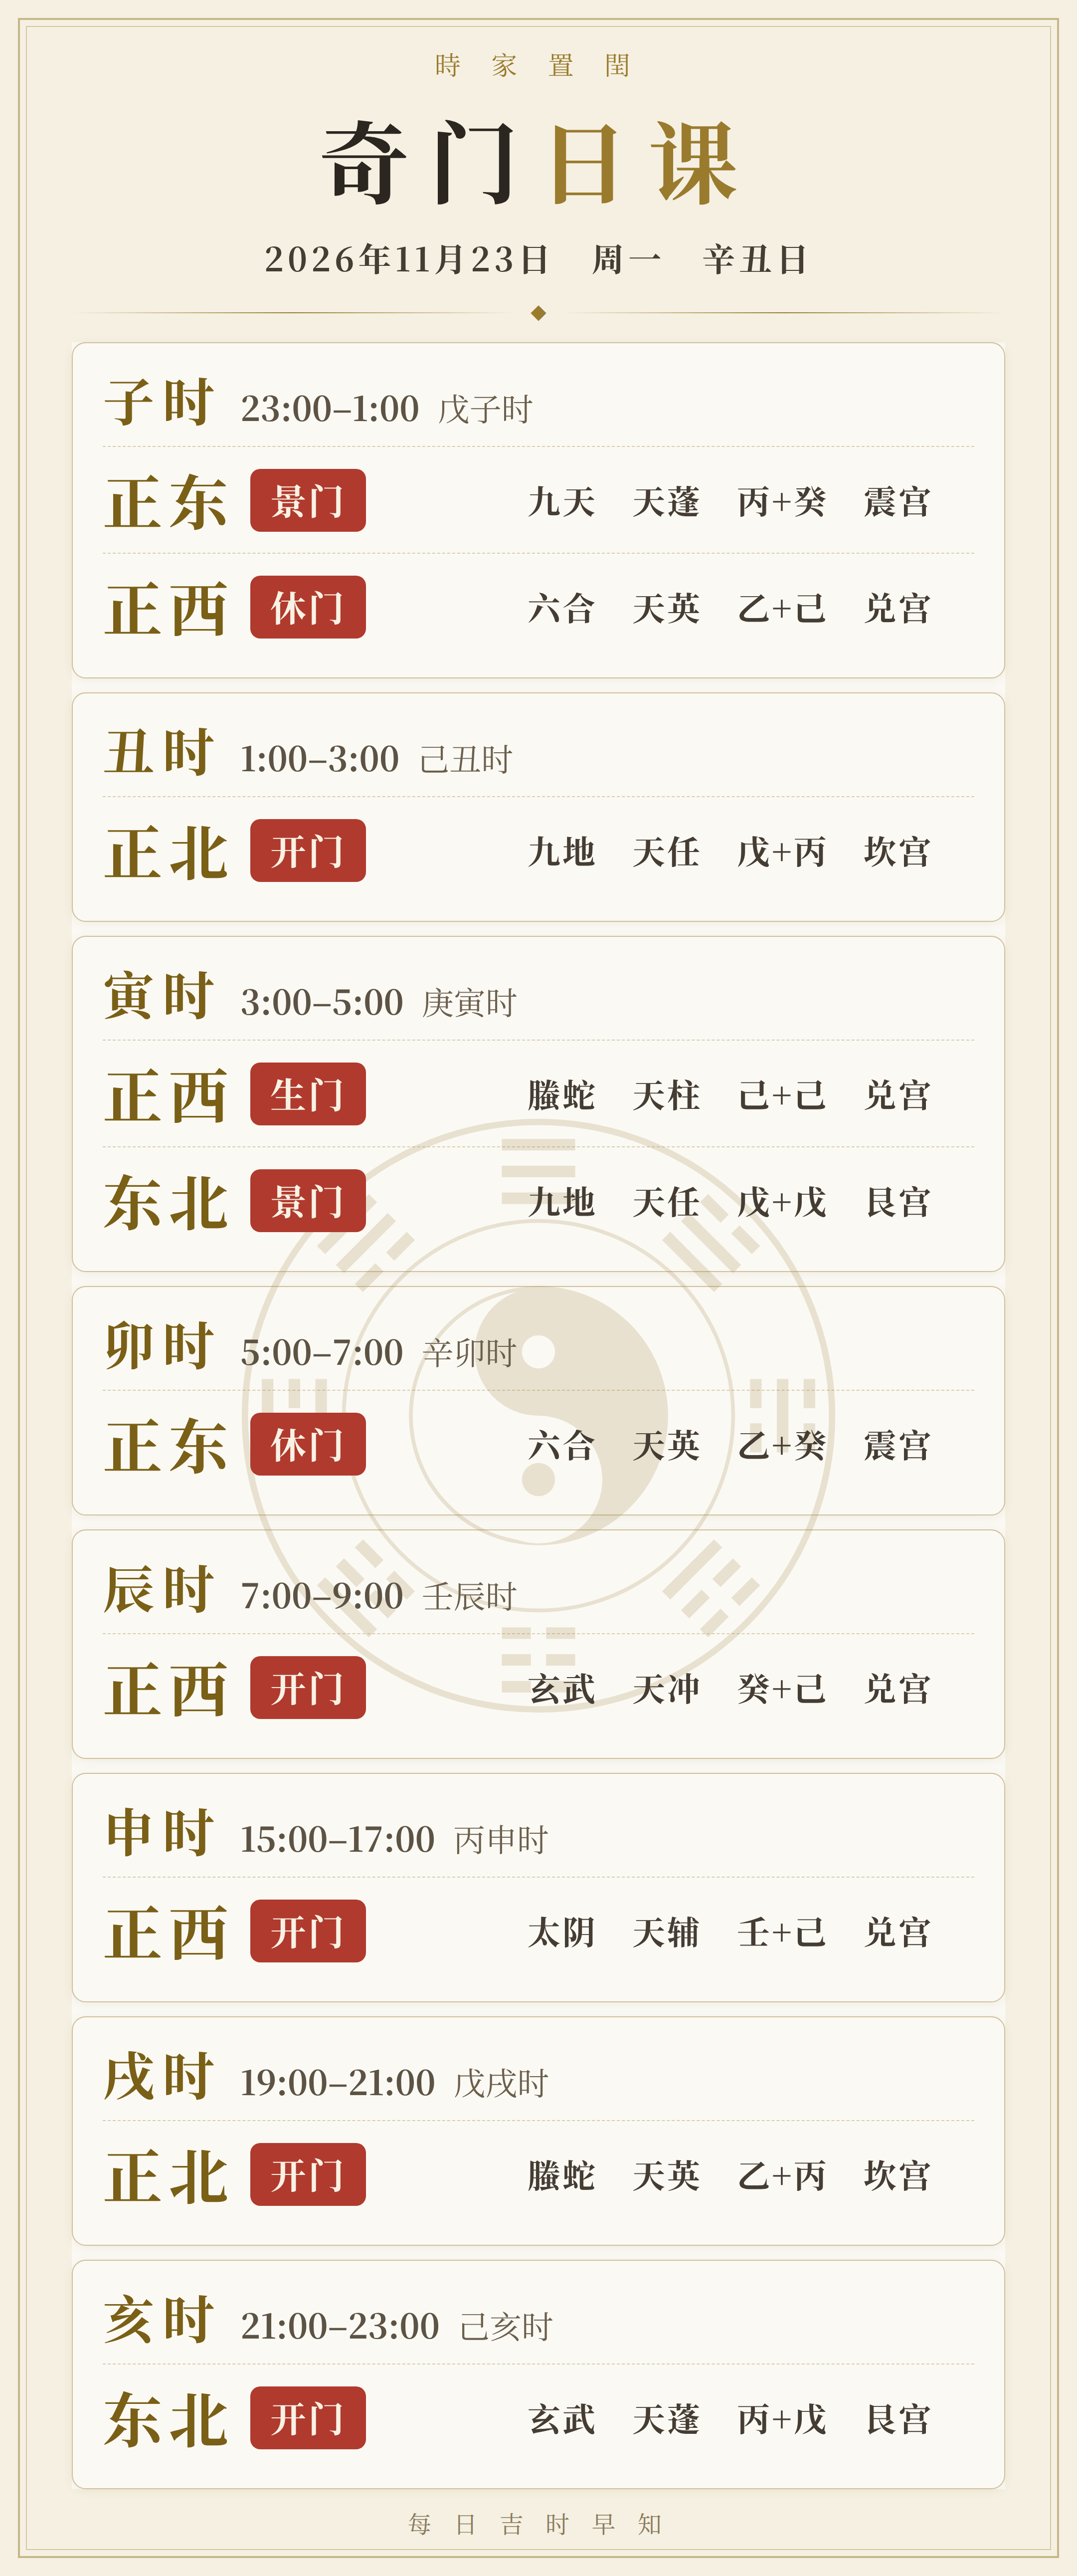 時家置閏
奇门日课
2026年11月23日 周一 辛丑日
子时 23:00–1:00 戊子时
正东 景门 九天 天蓬 丙+癸 震宫
正西 休门 六合 天英 乙+己 兑宫
丑时 1:00–3:00 己丑时
正北 开门 九地 天任 戊+丙 坎宫
寅时 3:00–5:00 庚寅时
正西 生门 螣蛇 天柱 己+己 兑宫
东北 景门 九地 天任 戊+戊 艮宫
卯时 5:00–7:00 辛卯时
正东 休门 六合 天英 乙+癸 震宫
辰时 7:00–9:00 壬辰时
正西 开门 玄武 天冲 癸+己 兑宫
申时 15:00–17:00 丙申时
正西 开门 太阴 天辅 壬+己 兑宫
戌时 19:00–21:00 戊戌时
正北 开门 螣蛇 天英 乙+丙 坎宫
亥时 21:00–23:00 己亥时
东北 开门 玄武 天蓬 丙+戊 艮宫
每日吉时早知